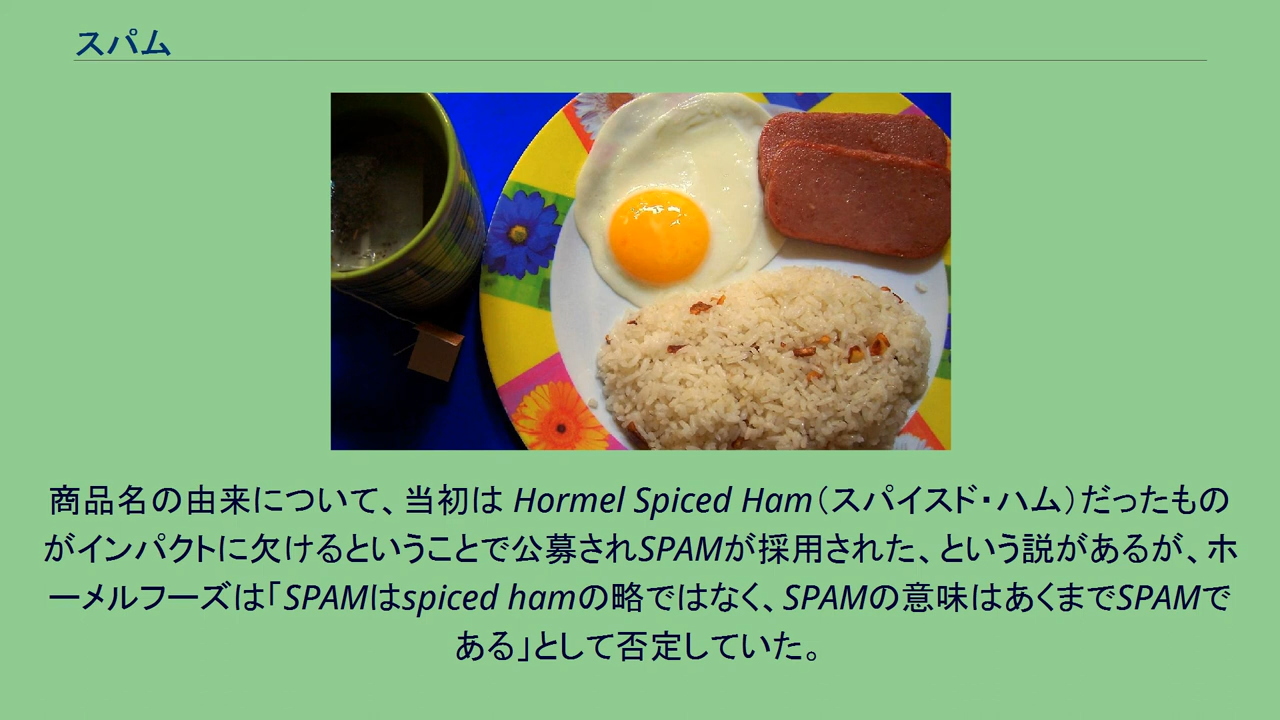 スパム
商品名の由来について、当初は Hormel Spiced Ham（スパイスド・ハム）だったもの
がインパクトに欠けるということで公募されSPAMが採用された、という説があるが、ホ
ーメルフーズは「SPAMはspiced hamの略ではなく、SPAMの意味はあくまでSPAMで
ある」として否定していた。